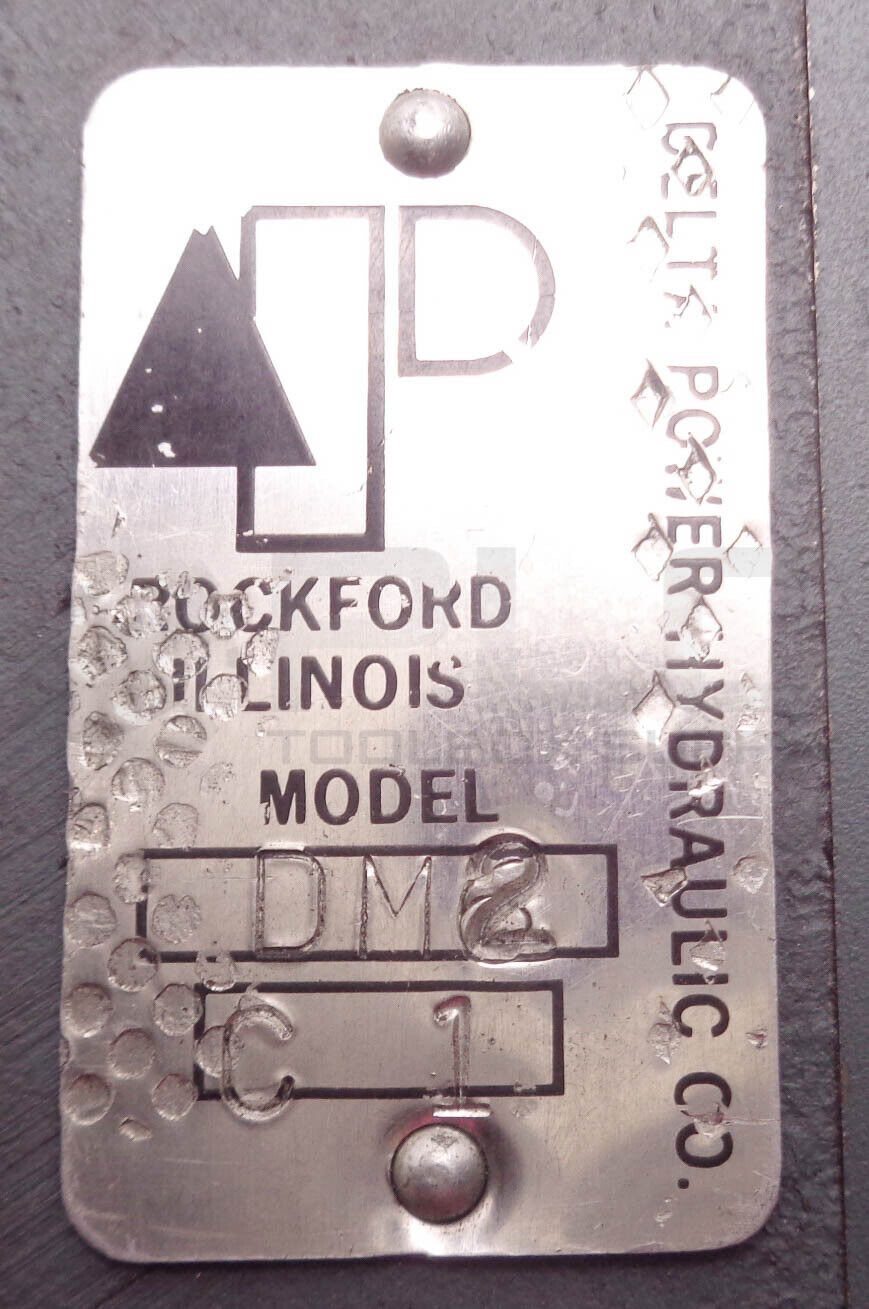 D
ROCKFORD
ILLINOIS
MODEL
DM2
C 1
DELTA POWER HYDRAULIC CO.